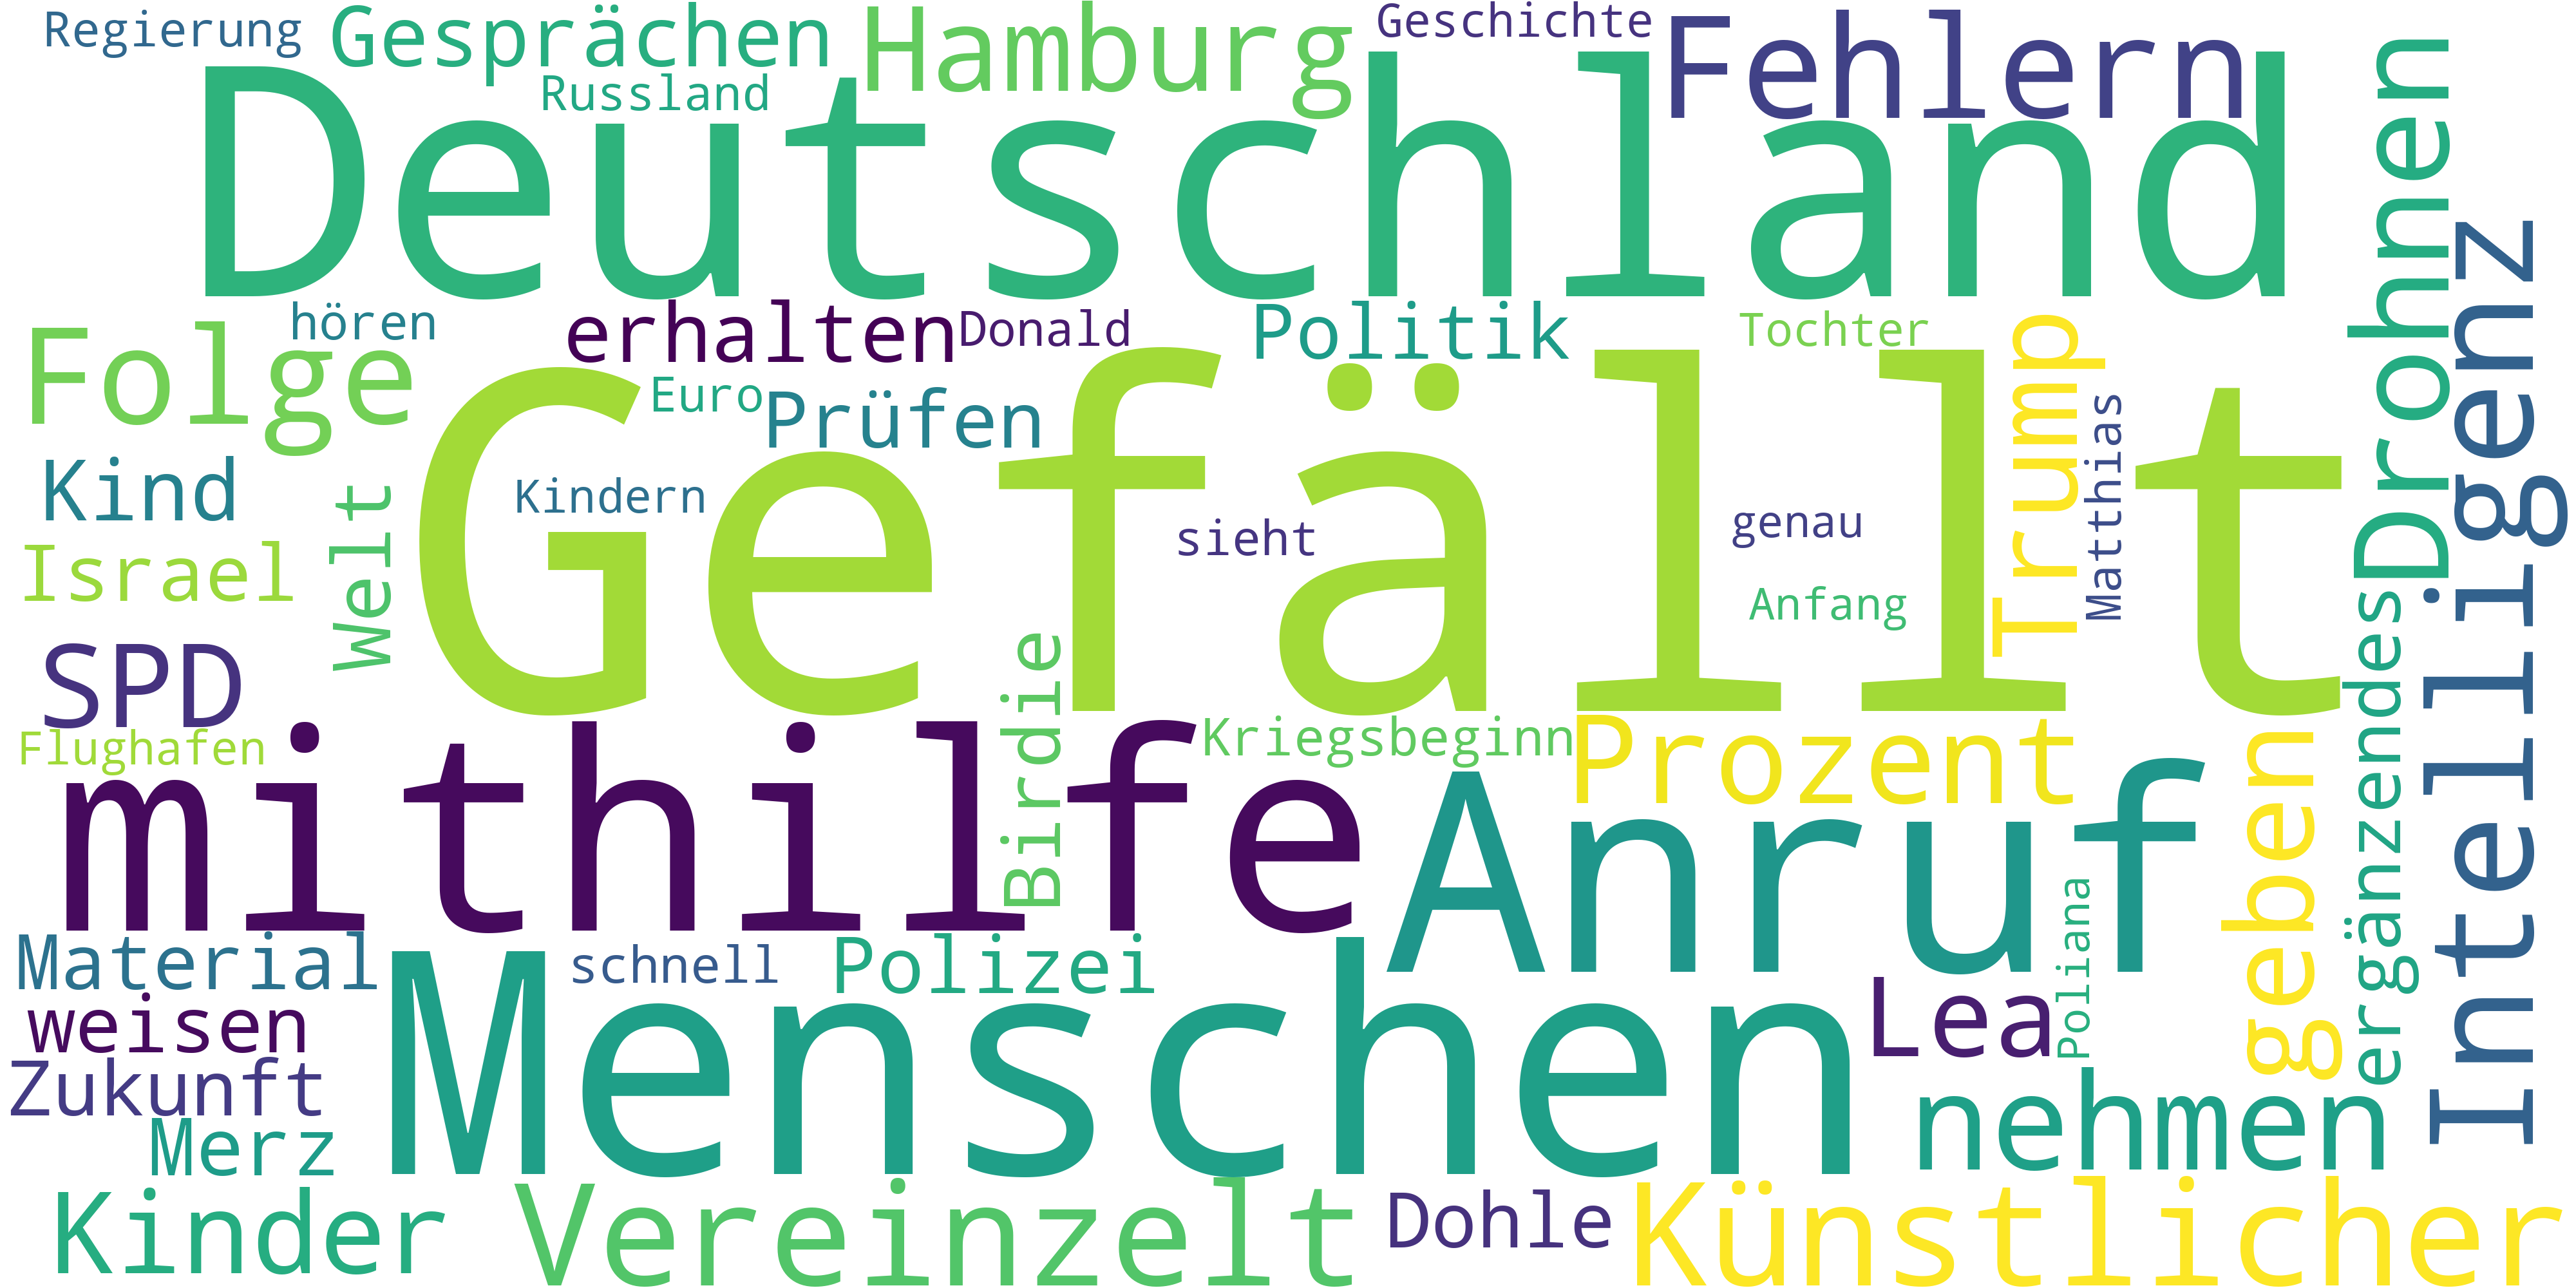 Regierung
Gesprächen
Hamburg
Geschichte
Fehlern
Russland
Deutschland
Drohnen
Intelligenz
Folge
hören
erhalten
Donald
Politik
Tochter
Trump
Matthias
Euro
Prüfen
Gefällt
Kind
Welt
Kindern
sieht
genau
Israel
Anfang
ergänzendes
SPD
Birdie
Flughafen
mithilfe
Kriegsbeginn
Prozent
geben
Anruf
Material
schnell
Polizei
Menschen
Lea
Poliana
weisen
Zukunft
Merz
nehmen
Kinder
Vereinzelt
Dohle
Künstlicher